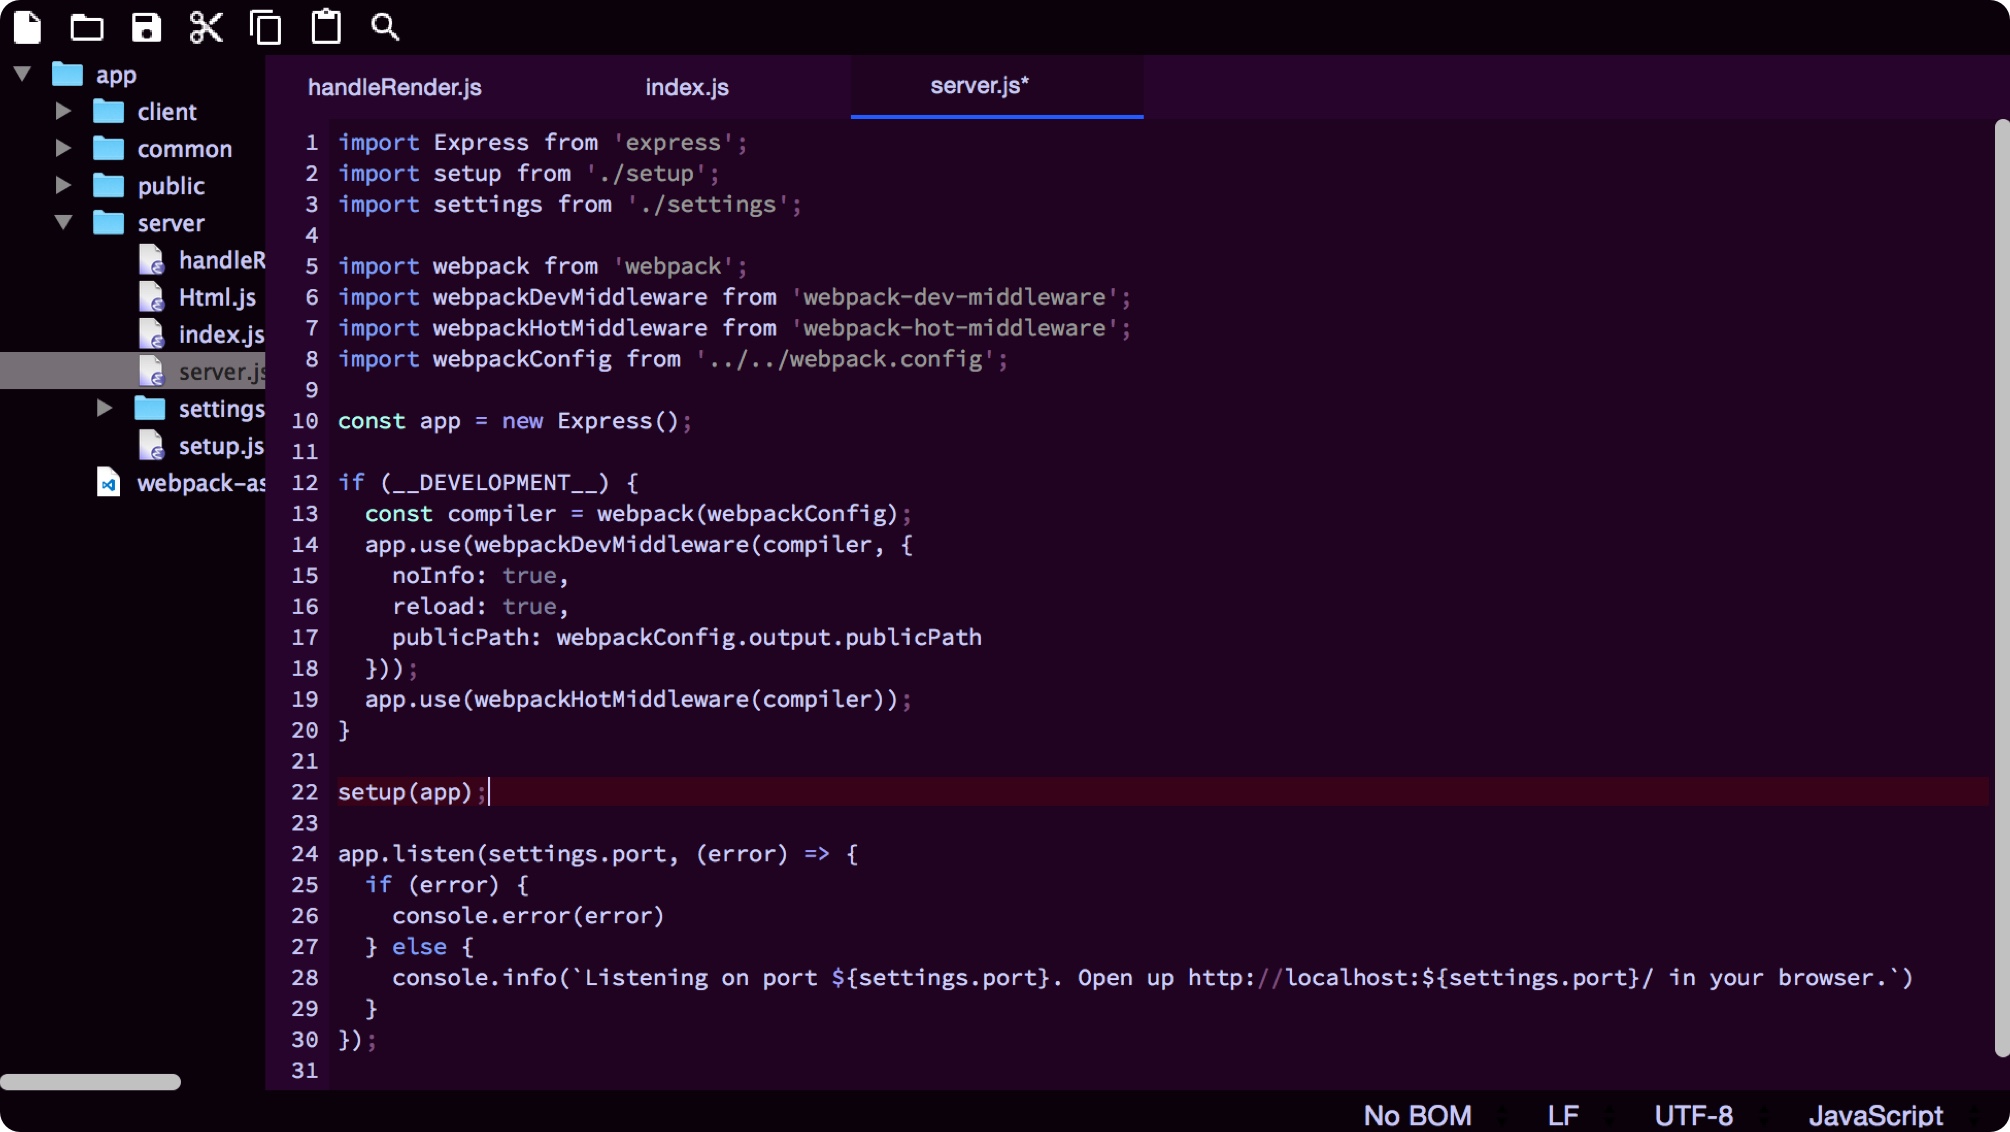 app
client
common
public
server
handleR
Html.js
index.js
server.js
settings
setup.js
webpack-as
handleRender.js
index.js
server.js*
1 import Express from 'express';
2 import setup from './setup';
3 import settings from './settings';
4
5 import webpack from 'webpack';
6 import webpackDevMiddleware from 'webpack-dev-middleware';
7 import webpackHotMiddleware from 'webpack-hot-middleware';
8 import webpackConfig from '../../webpack.config';
9
10 const app = new Express();
11
12 if (__DEVELOPMENT__) {
13   const compiler = webpack(webpackConfig);
14   app.use(webpackDevMiddleware(compiler, {
15     noInfo: true,
16     reload: true,
17     publicPath: webpackConfig.output.publicPath
18   }));
19   app.use(webpackHotMiddleware(compiler));
20 }
21
22 setup(app);
23
24 app.listen(settings.port, (error) => {
25   if (error) {
26     console.error(error)
27   } else {
28     console.info(`Listening on port ${settings.port}. Open up http://localhost:${settings.port}/ in your browser.`)
29   }
30 });
31
No BOM
LF
UTF-8
JavaScript